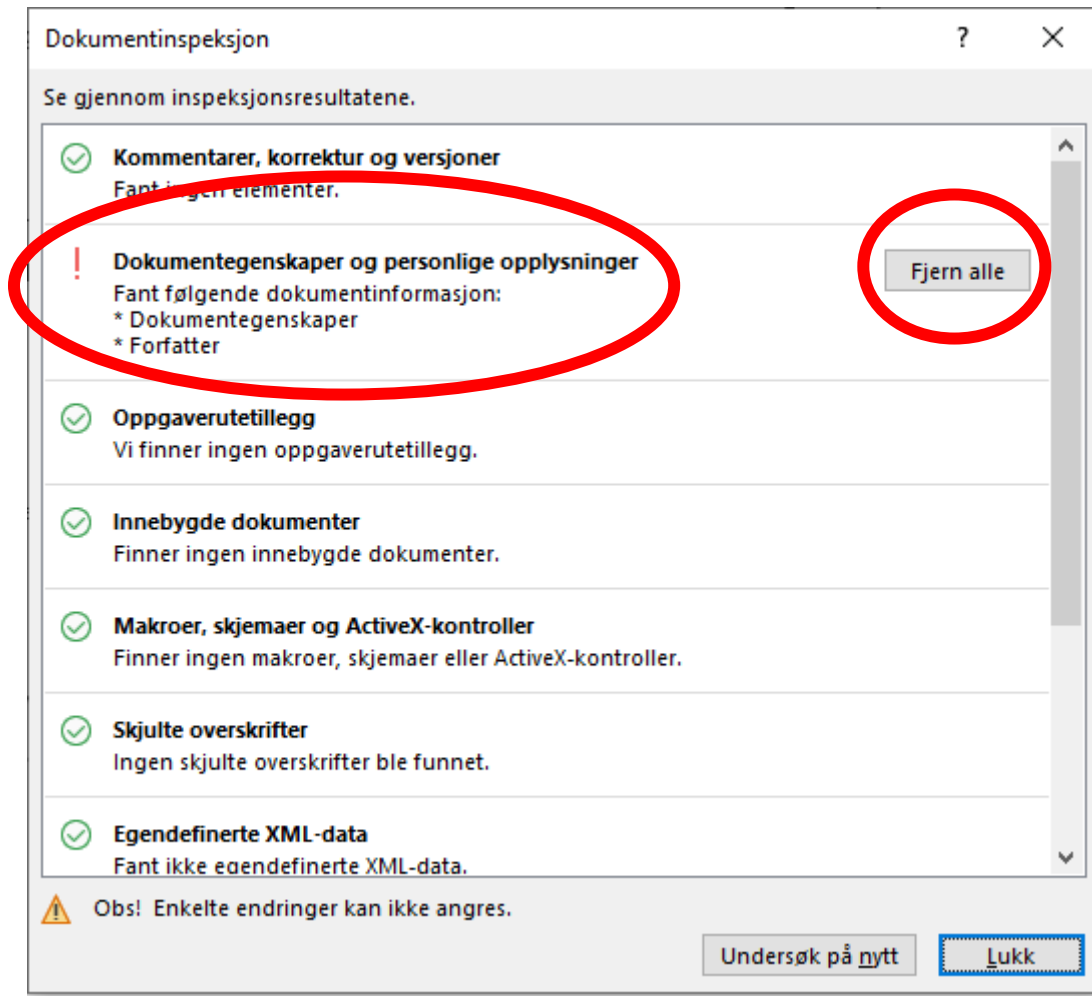 Dokumentinspeksjon
?
Se gjennom inspeksjonsresultatene.
Kommentarer, korrektur og versjoner
Fant ingen elementer.
Dokumentegenskaper og personlige opplysninger
Fjern alle
Fant følgende dokumentinformasjon:
* Dokumentegenskaper
* Forfatter
Oppgaverutetillegg
Vi finner ingen oppgaverutetillegg.
Innebygde dokumenter
Finner ingen innebygde dokumenter.
Makroer, skjemaer og ActiveX-kontroller
Finner ingen makroer, skjemaer eller ActiveX-kontroller.
Skjulte overskrifter
Ingen skjulte overskrifter ble funnet.
Egendefinerte XML-data
Fant ikke egendefinerte XML-data.
Obs! Enkelte endringer kan ikke angres.
Undersøk på nytt
Lukk